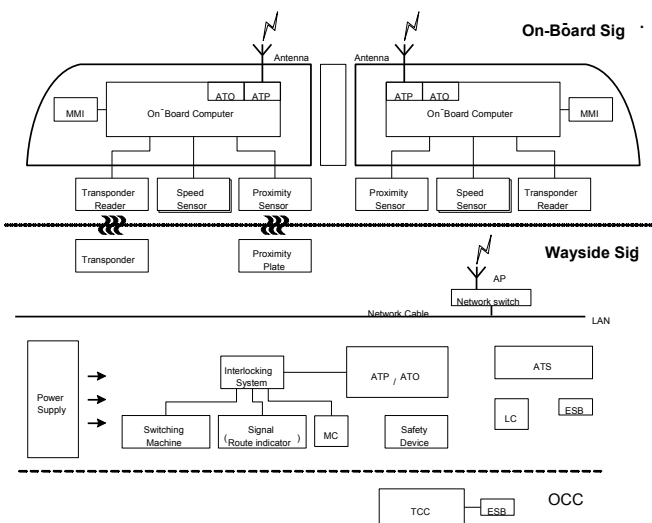 On-Board Sig
Antenna
Antenna
ATO ATP
ATP ATO
MMI
On-Board Computer
On-Board Computer
MMI
Transponder
Reader
Speed
Sensor
Proximity
Sensor
Proximity
Sensor
Speed
Sensor
Transponder
Reader
Transponder
Proximity
Plate
Wayside Sig
AP
Network switch
Network Cable
LAN
Power
Supply
Interlocking
System
ATP / ATO
ATS
Switching
Machine
Signal
(Route indicator)
MC
Safety
Device
LC
ESB
TCC
ESB
OCC